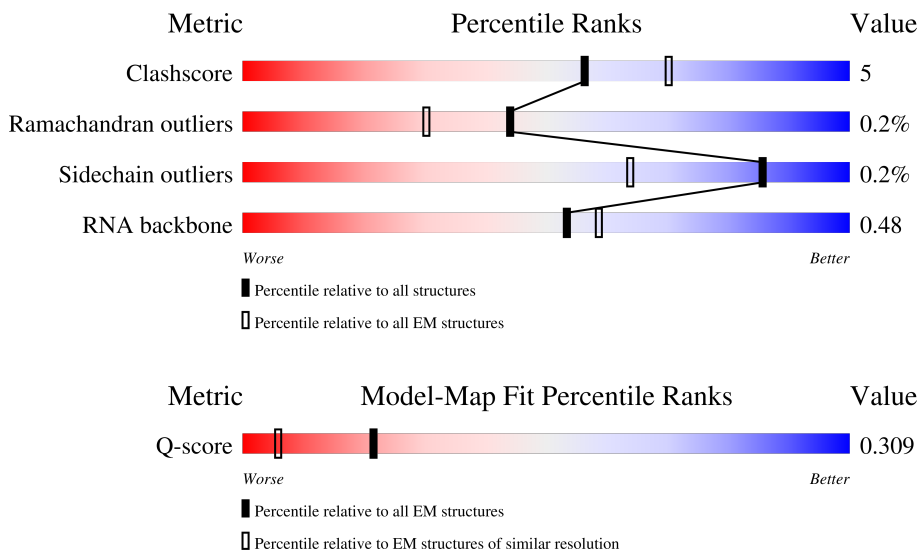 Metric Percentile Ranks Value
Clashscore 5
Ramachandran outliers 0.2%
Sidechain outliers 0.2%
RNA backbone 0.48
Worse Better
Percentile relative to all structures
Percentile relative to all EM structures
Metric Model-Map Fit Percentile Ranks Value
Q-score 0.309
Worse Better
Percentile relative to all EM structures
Percentile relative to EM structures of similar resolution